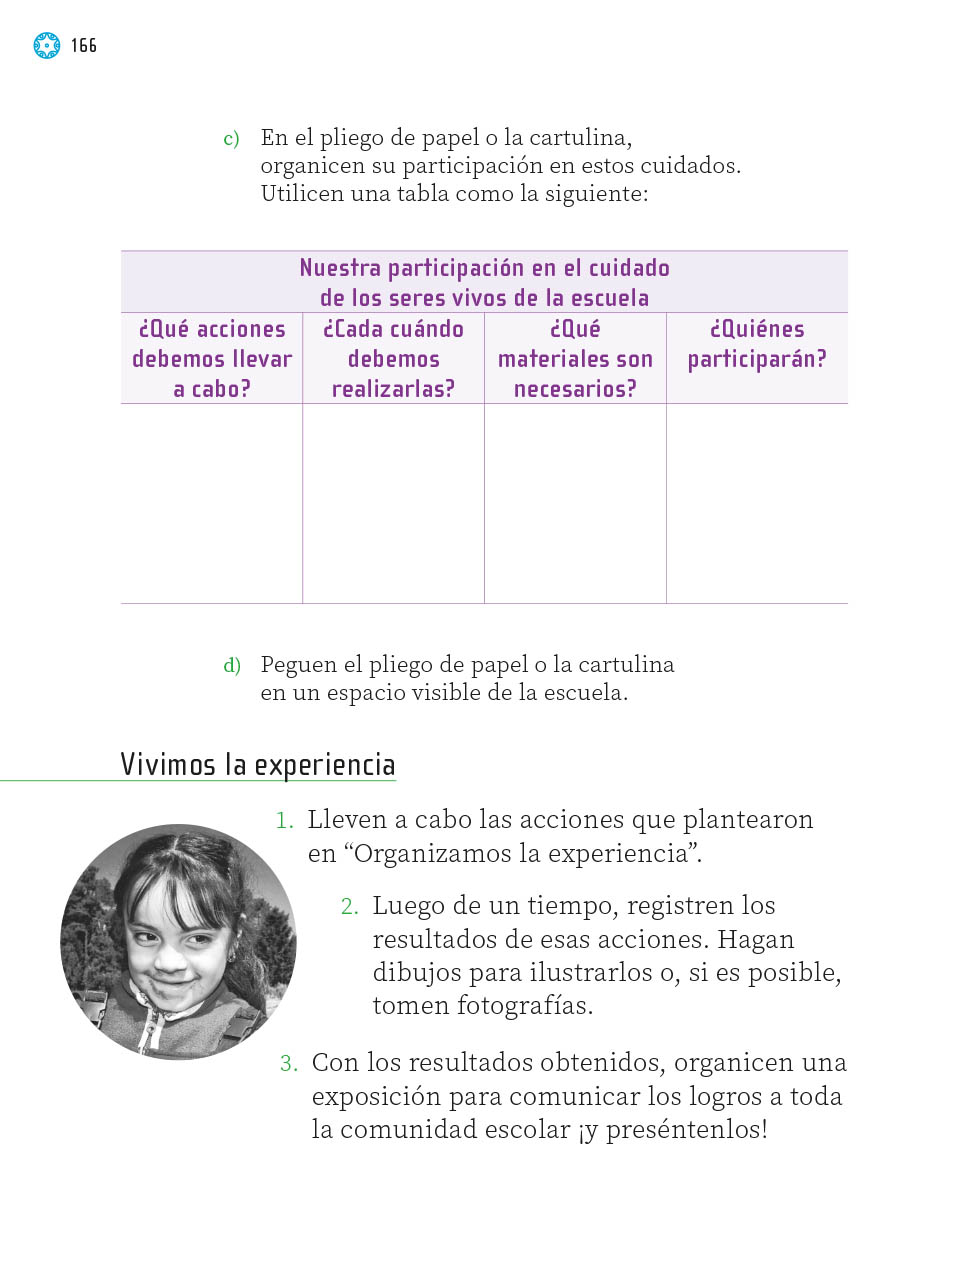 166
c) En el pliego de papel o la cartulina,
organicen su participación en estos cuidados.
Utilicen una tabla como la siguiente:
Nuestra participación en el cuidado
de los seres vivos de la escuela
¿Qué acciones
debemos llevar
a cabo?
¿Cada cuándo
debemos
realizarlas?
¿Qué
materiales son
necesarios?
¿Quiénes
participarán?
d) Peguen el pliego de papel o la cartulina
en un espacio visible de la escuela.
Vivimos la experiencia
1. Lleven a cabo las acciones que plantearon
en “Organizamos la experiencia”.
2. Luego de un tiempo, registren los
resultados de esas acciones. Hagan
dibujos para ilustrarlos o, si es posible,
tomen fotografías.
3. Con los resultados obtenidos, organicen una
exposición para comunicar los logros a toda
la comunidad escolar ¡y preséntenlos!